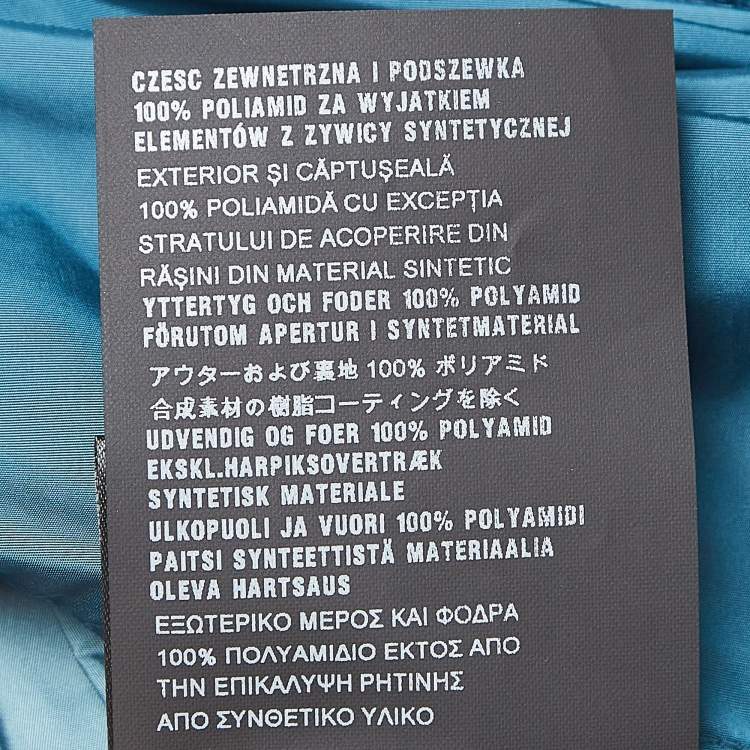 CZESC ZEWNETRZNA I PODSZEWKA
100% POLIAMID ZA WYJATKIEM
ELEMENTÓW Z ZYWICY SYNTETYCZNEJ
EXTERIOR ȘI CĂPTUȘEALĂ
100% POLIAMIDĂ CU EXCEPȚIA
STRATULUI DE ACOPERIRE DIN
RĂȘINI DIN MATERIAL SINTETIC
YTTERTYG OCH FODER 100% POLYAMID
FÖRUTOM APERTUR I SYNTETMATERIAL
アウターおよび裏地 100% ポリアミド
合成素材の樹脂コーティングを除く
UDVENDIG OG FOER 100% POLYAMID
EKSKL.HARPIKSOVERTRÆK
SYNTETISK MATERIALE
ULKOPUOLI JA VUORI 100% POLYAMIDI
PAITSI SYNTEETTISTÄ MATERIAALIA
OLEVA HARTSAUS
ΕΞΩΤΕΡΙΚΟ ΜΕΡΟΣ ΚΑΙ ΦΟΔΡΑ
100% ΠΟΛΥΑΜΙΔΙΟ ΕΚΤΟΣ ΑΠΟ
ΤΗΝ ΕΠΙΚΑΛΥΨΗ ΡΗΤΙΝΗΣ
ΑΠΟ ΣΥΝΘΕΤΙΚΟ ΥΛΙΚΟ